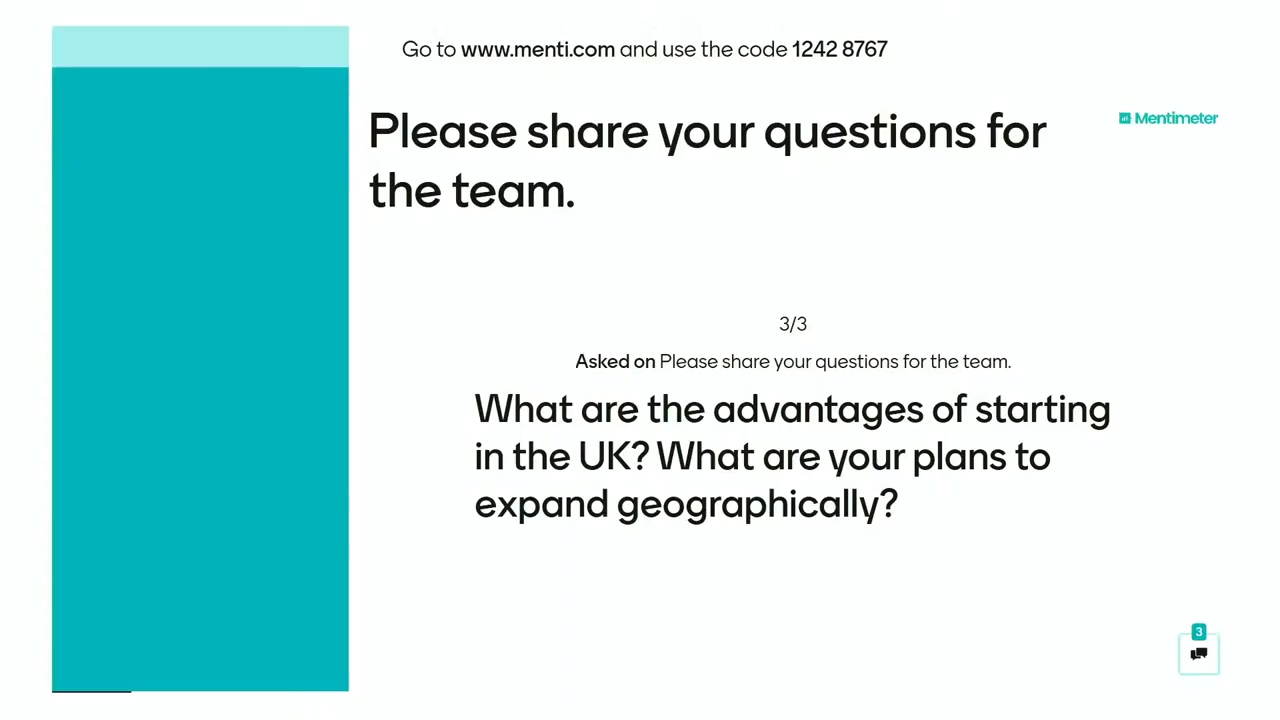 Go to www.menti.com and use the code 1242 8767
Please share your questions for
the team.
Mentimeter
3/3
Asked on Please share your questions for the team.
What are the advantages of starting
in the UK? What are your plans to
expand geographically?
3